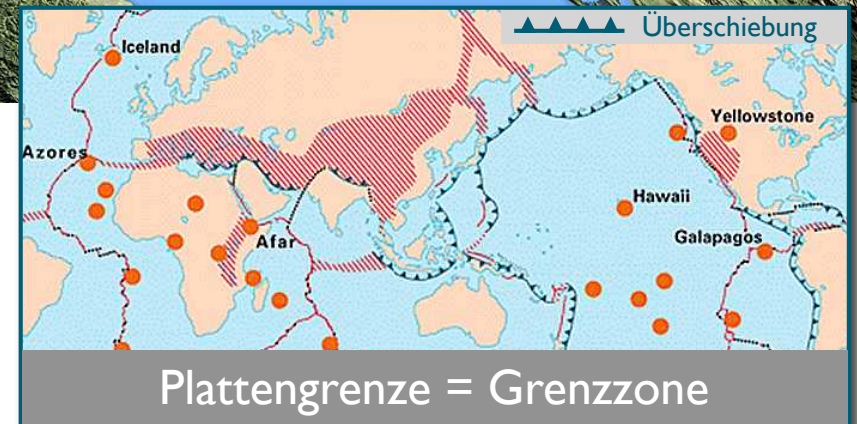 Überschiebung
Iceland
Yellowstone
Azores
Hawaii
Afar
Galapagos
Plattengrenze = Grenzzone